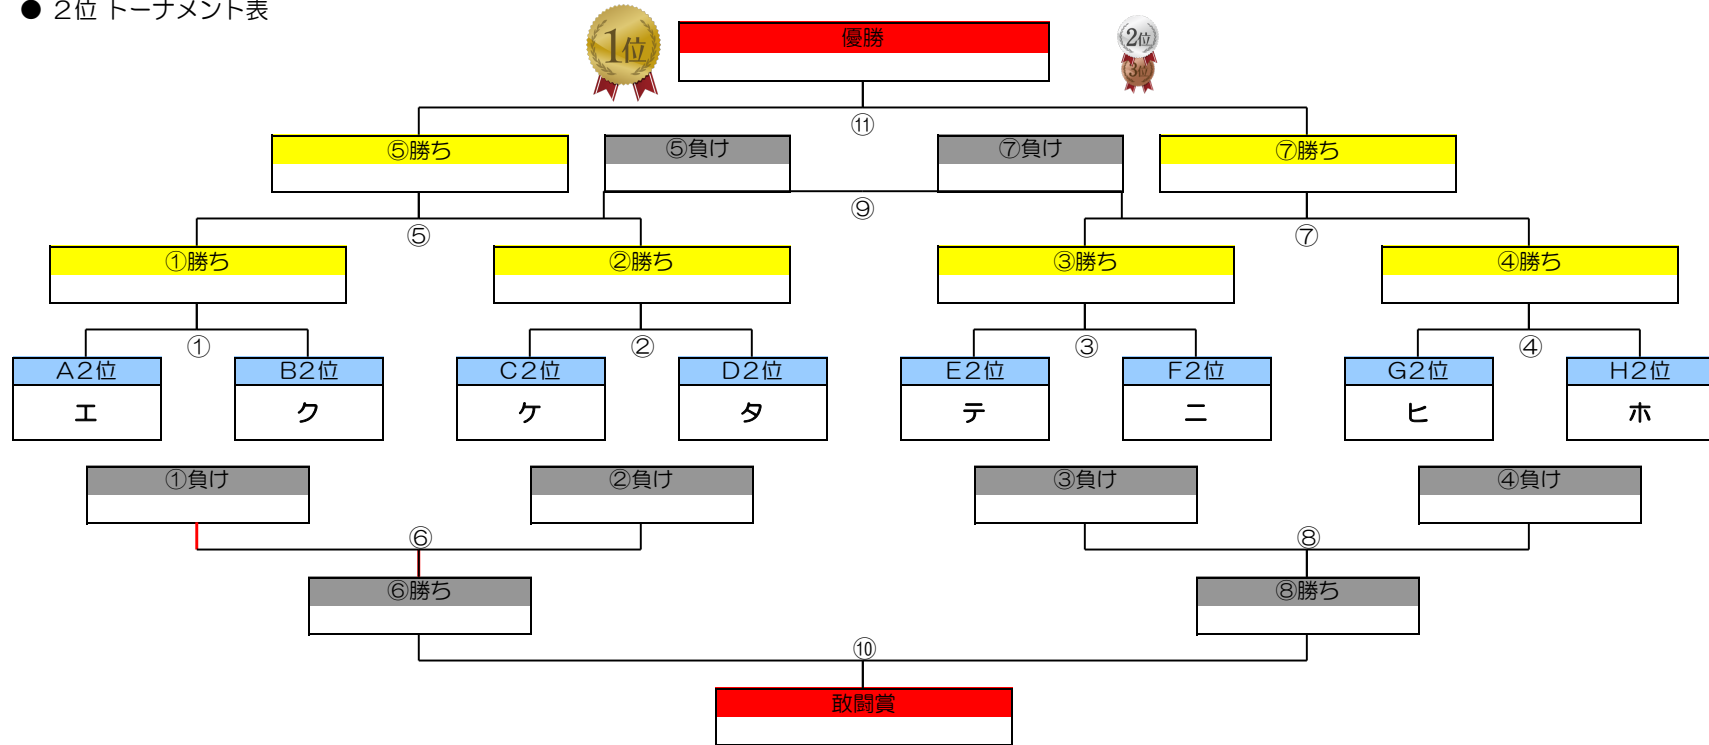 ● 2位 トーナメント表
1位
優勝
2位
3位
⑪
⑤勝ち
⑤負け
⑦負け
⑦勝ち
⑨
⑤
⑦
①勝ち
②勝ち
③勝ち
④勝ち
①
②
③
④
A2位
B2位
C2位
D2位
E2位
F2位
G2位
H2位
エ
ク
ケ
タ
テ
ニ
ヒ
ホ
①負け
②負け
③負け
④負け
⑥
⑧
⑥勝ち
⑧勝ち
⑩
敢闘賞